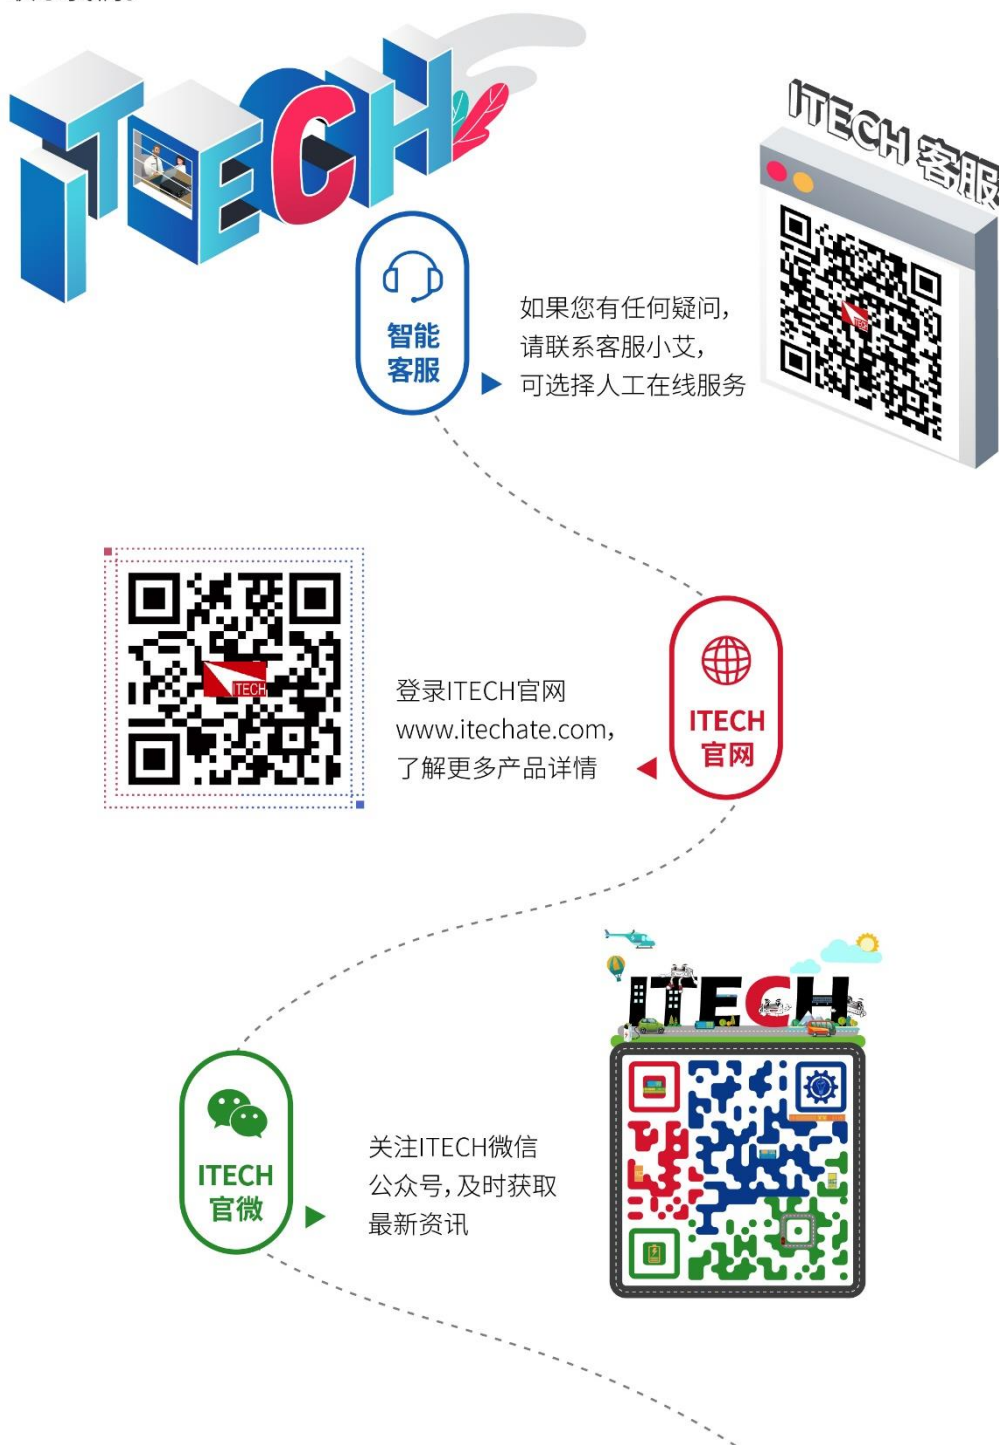 ITECH
ITECH 客服
智能
客服
如果您有任何疑问，
请联系客服小艾，
可选择人工在线服务
ITECH
登录ITECH官网
www.itechate.com，
了解更多产品详情
ITECH
官网
ITECH
ITECH
官微
关注ITECH微信
公众号，及时获取
最新资讯